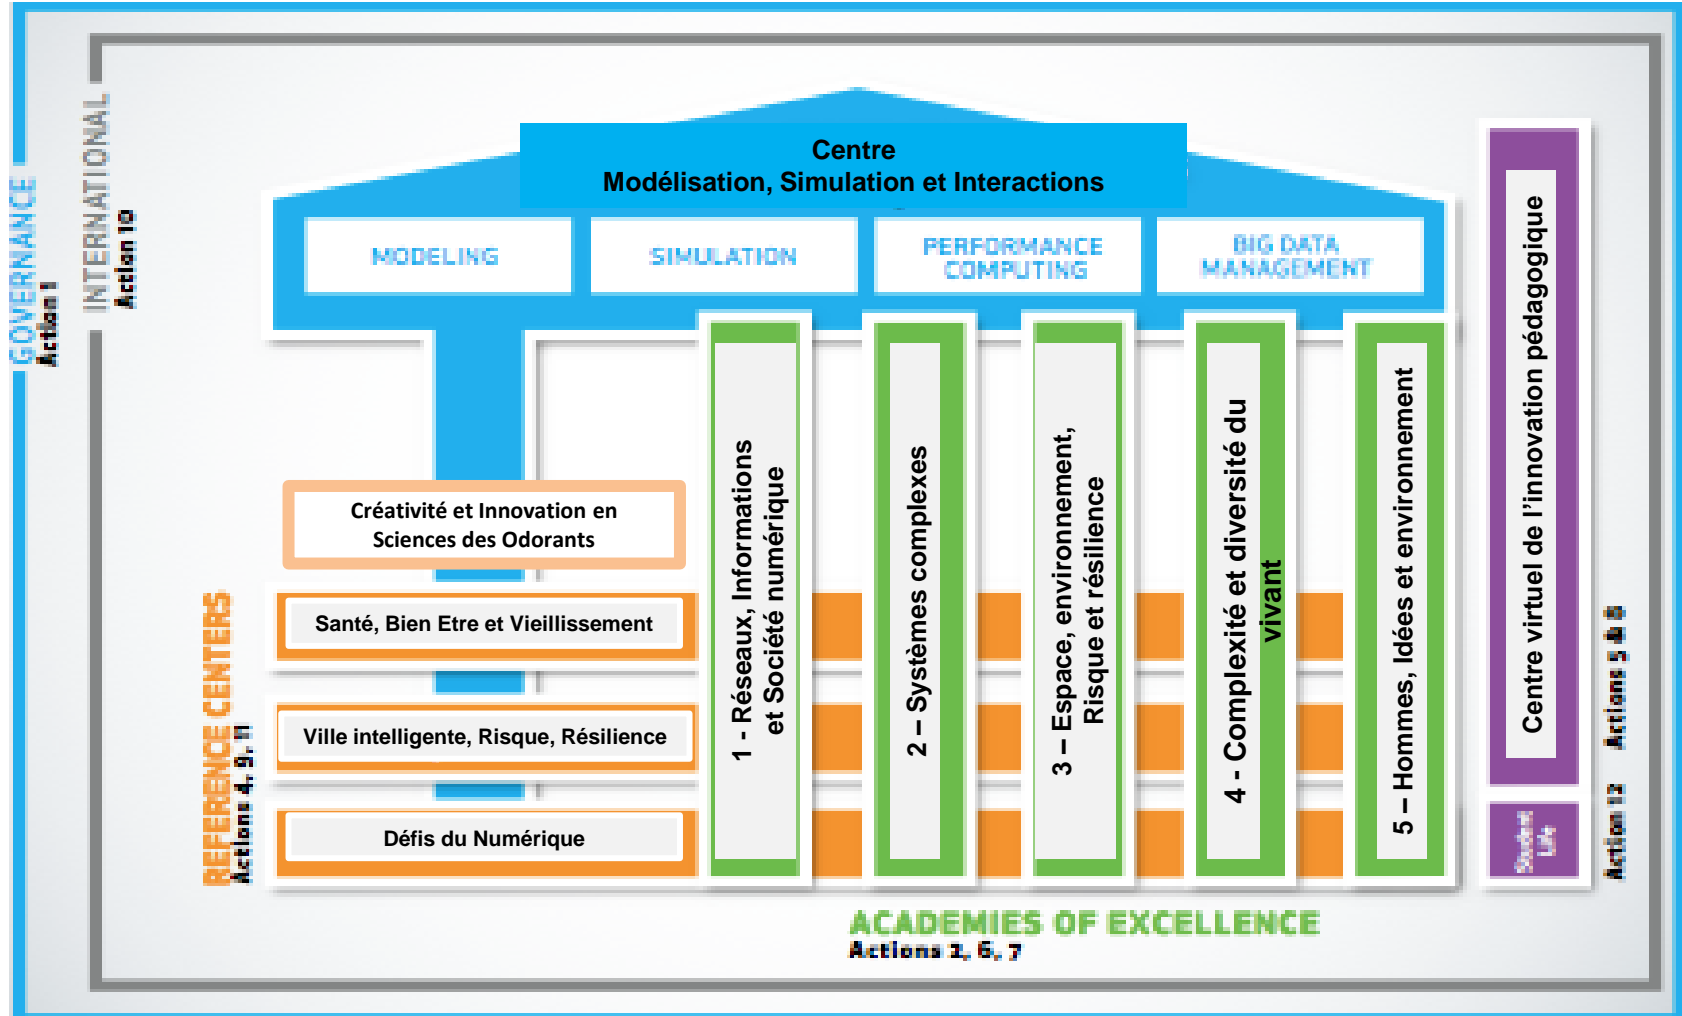 GOVERNANCE
Action 1
INTERNATIONAL
Action 10
Centre
Modélisation, Simulation et Interactions
MODELING
SIMULATION
PERFORMANCE
COMPUTING
BIG DATA
MANAGEMENT
Créativité et Innovation en
Sciences des Odorants
REFERENCE CENTERS
Actions 4, 9, 11
Santé, Bien Etre et Vieillissement
Ville intelligente, Risque, Résilience
Défis du Numérique
1 - Réseaux, Informations
et Société numérique
2 – Systèmes complexes
3 – Espace, environnement,
Risque et résilience
4 - Complexité et diversité du
vivant
5 – Hommes, Idées et environnement
Centre virtuel de l’innovation pédagogique
Actions 5 & 8
Student
Life
Action 12
ACADEMIES OF EXCELLENCE
Actions 2, 6, 7